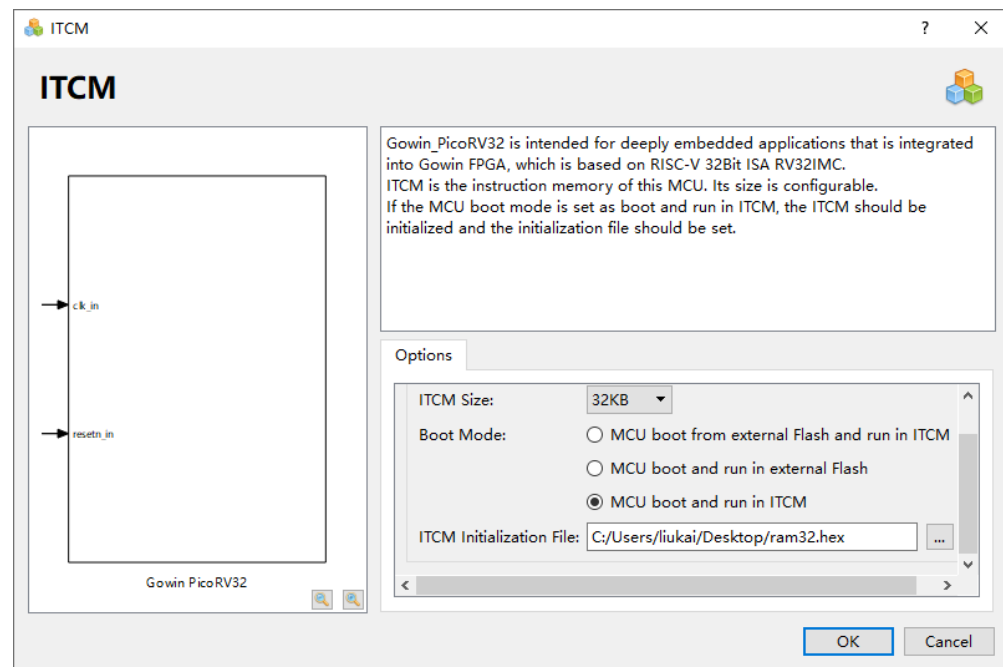 ITCM
?
ITCM
Gowin_PicoRV32 is intended for deeply embedded applications that is integrated
into Gowin FPGA, which is based on RISC-V 32Bit ISA RV32IMC.
ITCM is the instruction memory of this MCU. Its size is configurable.
If the MCU boot mode is set as boot and run in ITCM, the ITCM should be
initialized and the initialization file should be set.
clk_in
resetn_in
Gowin PicoRV32
Options
ITCM Size: 32KB
Boot Mode: MCU boot from external Flash and run in ITCM
MCU boot and run in external Flash
MCU boot and run in ITCM
ITCM Initialization File: C:/Users/liukai/Desktop/ram32.hex ...
OK Cancel